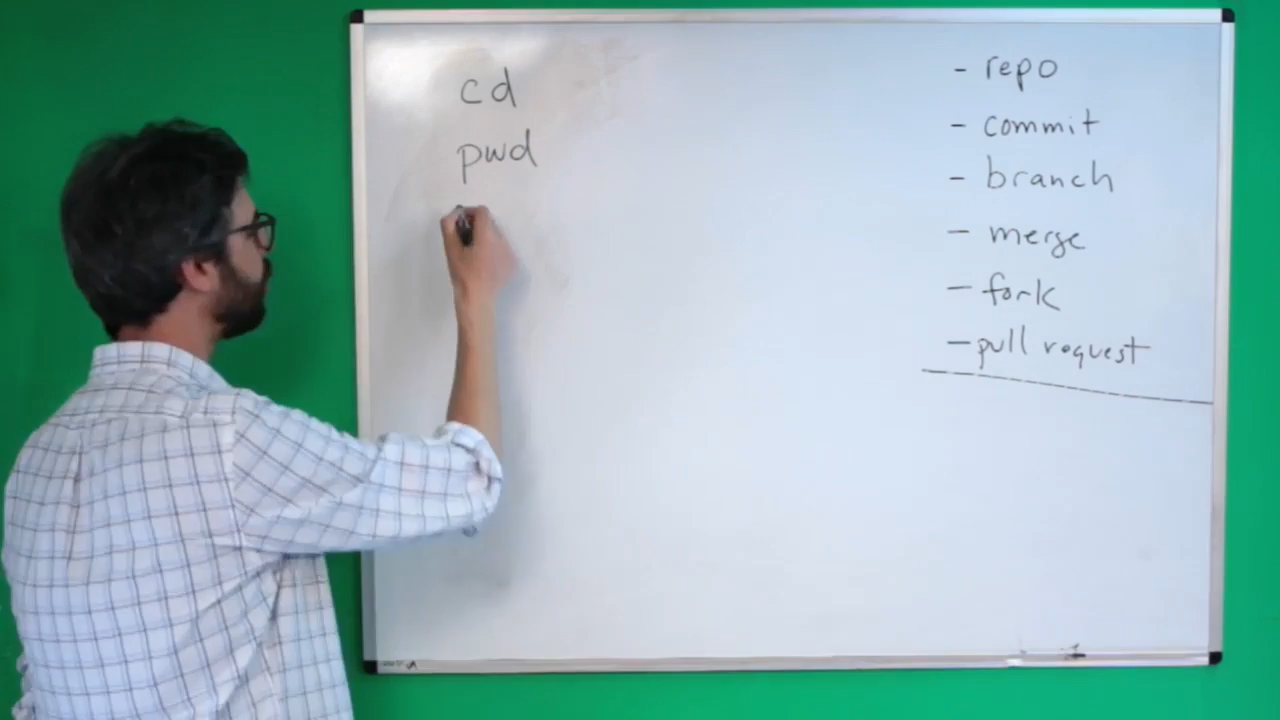 cd
pwd
- repo
- commit
- branch
- merge
- fork
- pull request